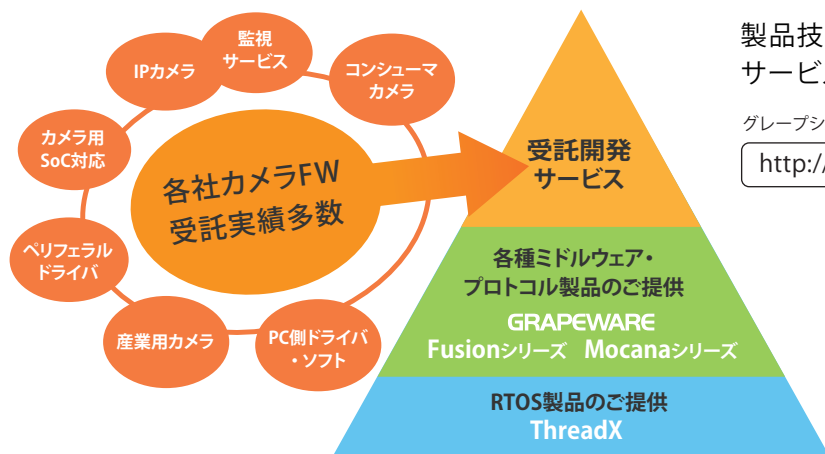 監視
サービス
IPカメラ
コンシューマ
カメラ
カメラ用
SoC対応
各社カメラFW
受託実績多数
ペリフェラル
ドライバ
産業用カメラ
PC側ドライバ
・ソフト
受託開発
サービス
各種ミドルウェア・
プロトコル製品のご提供
GRAPEWARE
Fusionシリーズ Mocanaシリーズ
RTOS製品のご提供
ThreadX
製品技
サービ
グレープシ
http://